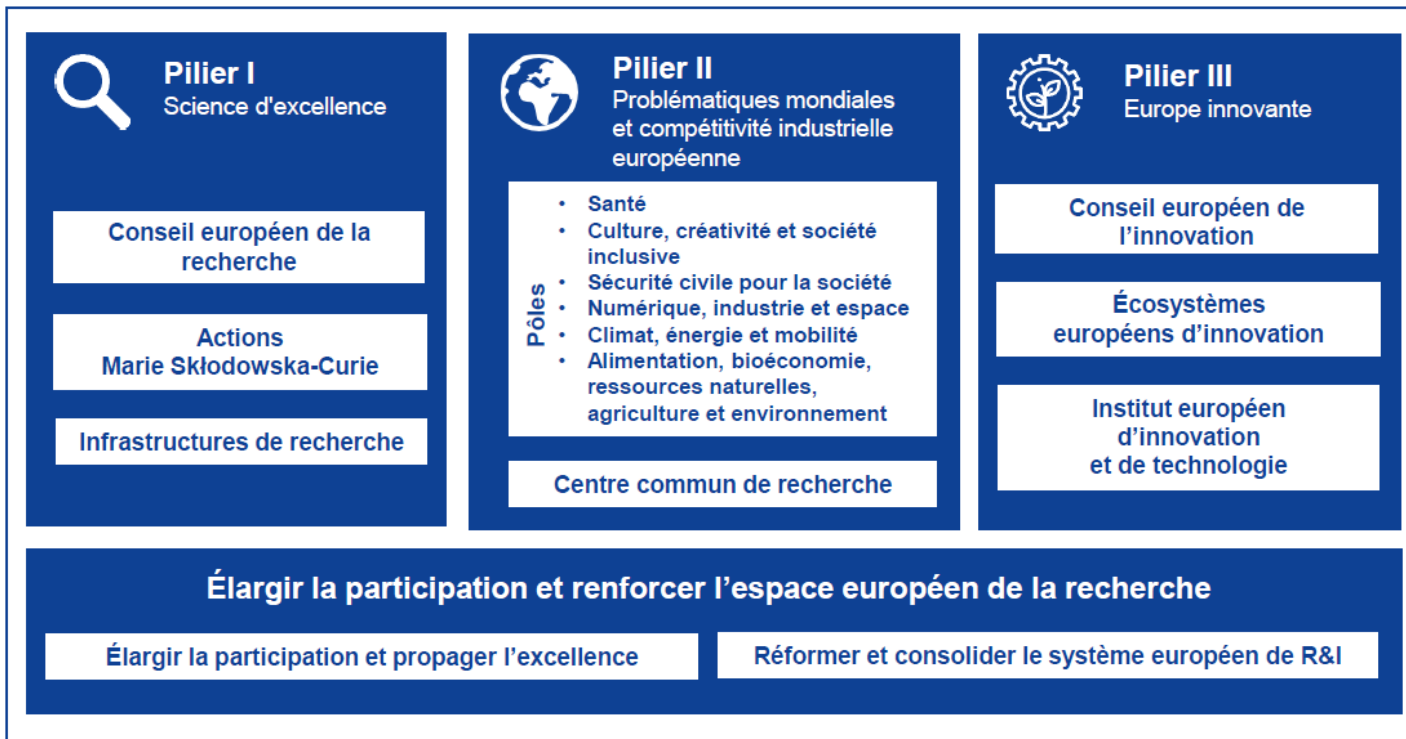 Pilier I
Science d'excellence
Conseil européen de la
recherche
Actions
Marie Skłodowska-Curie
Infrastructures de recherche
Pilier II
Problématiques mondiales
et compétitivité industrielle
européenne
Pôles
• Santé
• Culture, créativité et société
inclusive
• Sécurité civile pour la société
• Numérique, industrie et espace
• Climat, énergie et mobilité
• Alimentation, bioéconomie,
ressources naturelles,
agriculture et environnement
Centre commun de recherche
Pilier III
Europe innovante
Conseil européen de
l’innovation
Écosystèmes
européens d’innovation
Institut européen
d’innovation
et de technologie
Élargir la participation et renforcer l’espace européen de la recherche
Élargir la participation et propager l’excellence
Réformer et consolider le système européen de R&I